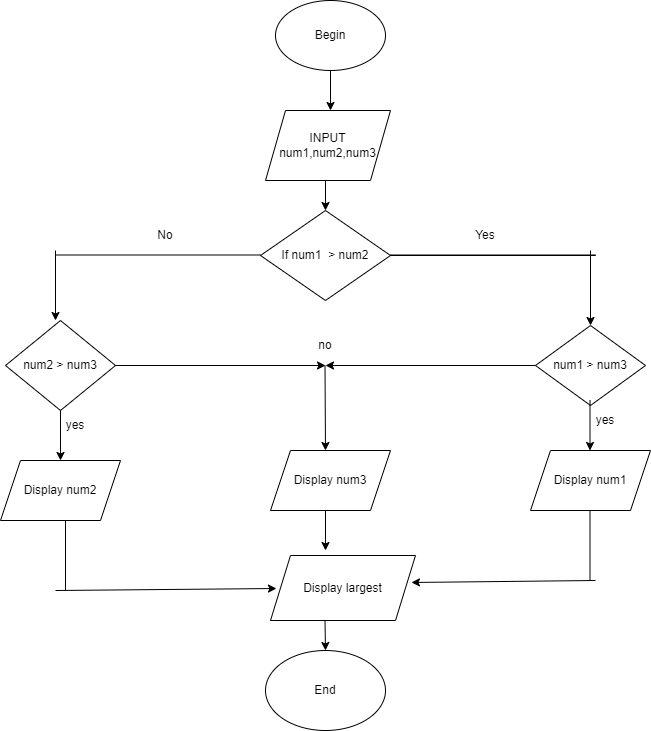 Begin
INPUT
num1,num2,num3
No
If num1 > num2
Yes
num2 > num3
no
num1 > num3
yes
yes
Display num2
Display num3
Display num1
Display largest
End